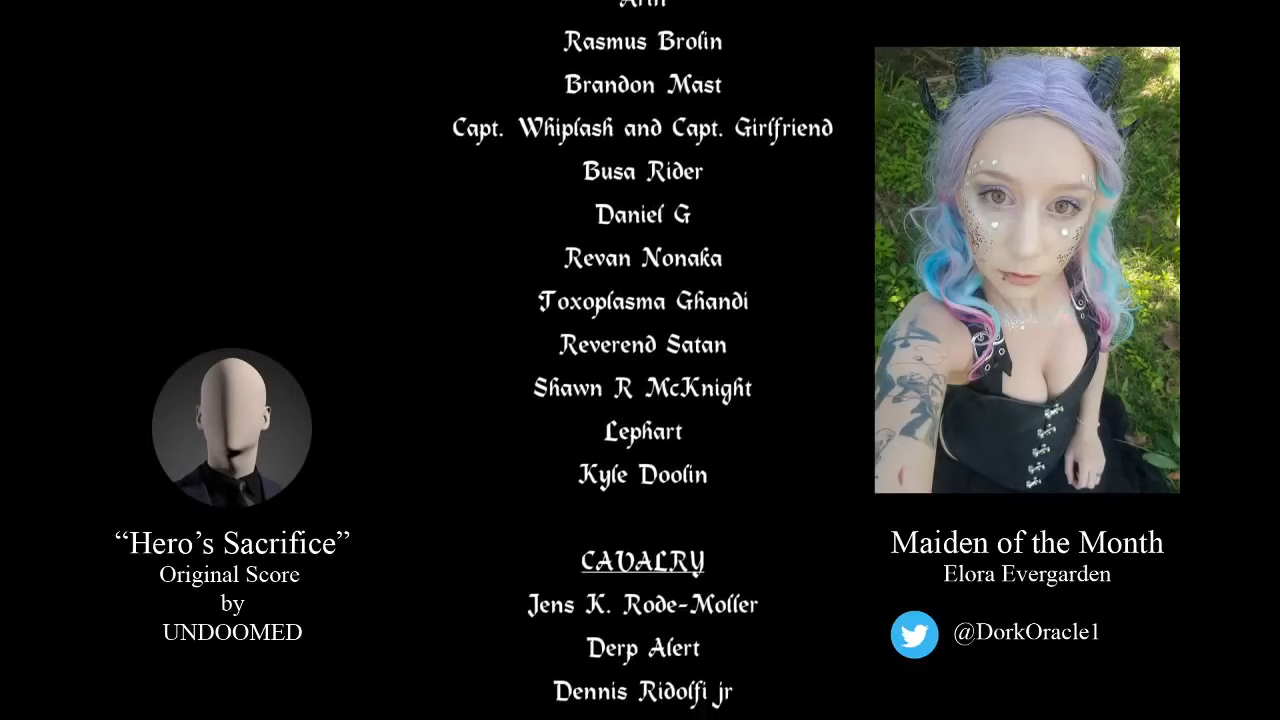 Arin
Rasmus Brolin
Brandon Mast
Capt. Whiplash and Capt. Girlfriend
Busa Rider
Daniel G
Revan Nonaka
Toxoplasma Ghandi
Reverend Satan
Shawn R McKnight
Lephart
Kyle Doolin
CAVALRY
Jens K. Rode-Moller
Derp Alert
Dennis Ridolfi jr
“Hero’s Sacrifice”
Original Score
by
UNDOOMED
Maiden of the Month
Elora Evergarden
@DorkOracle1